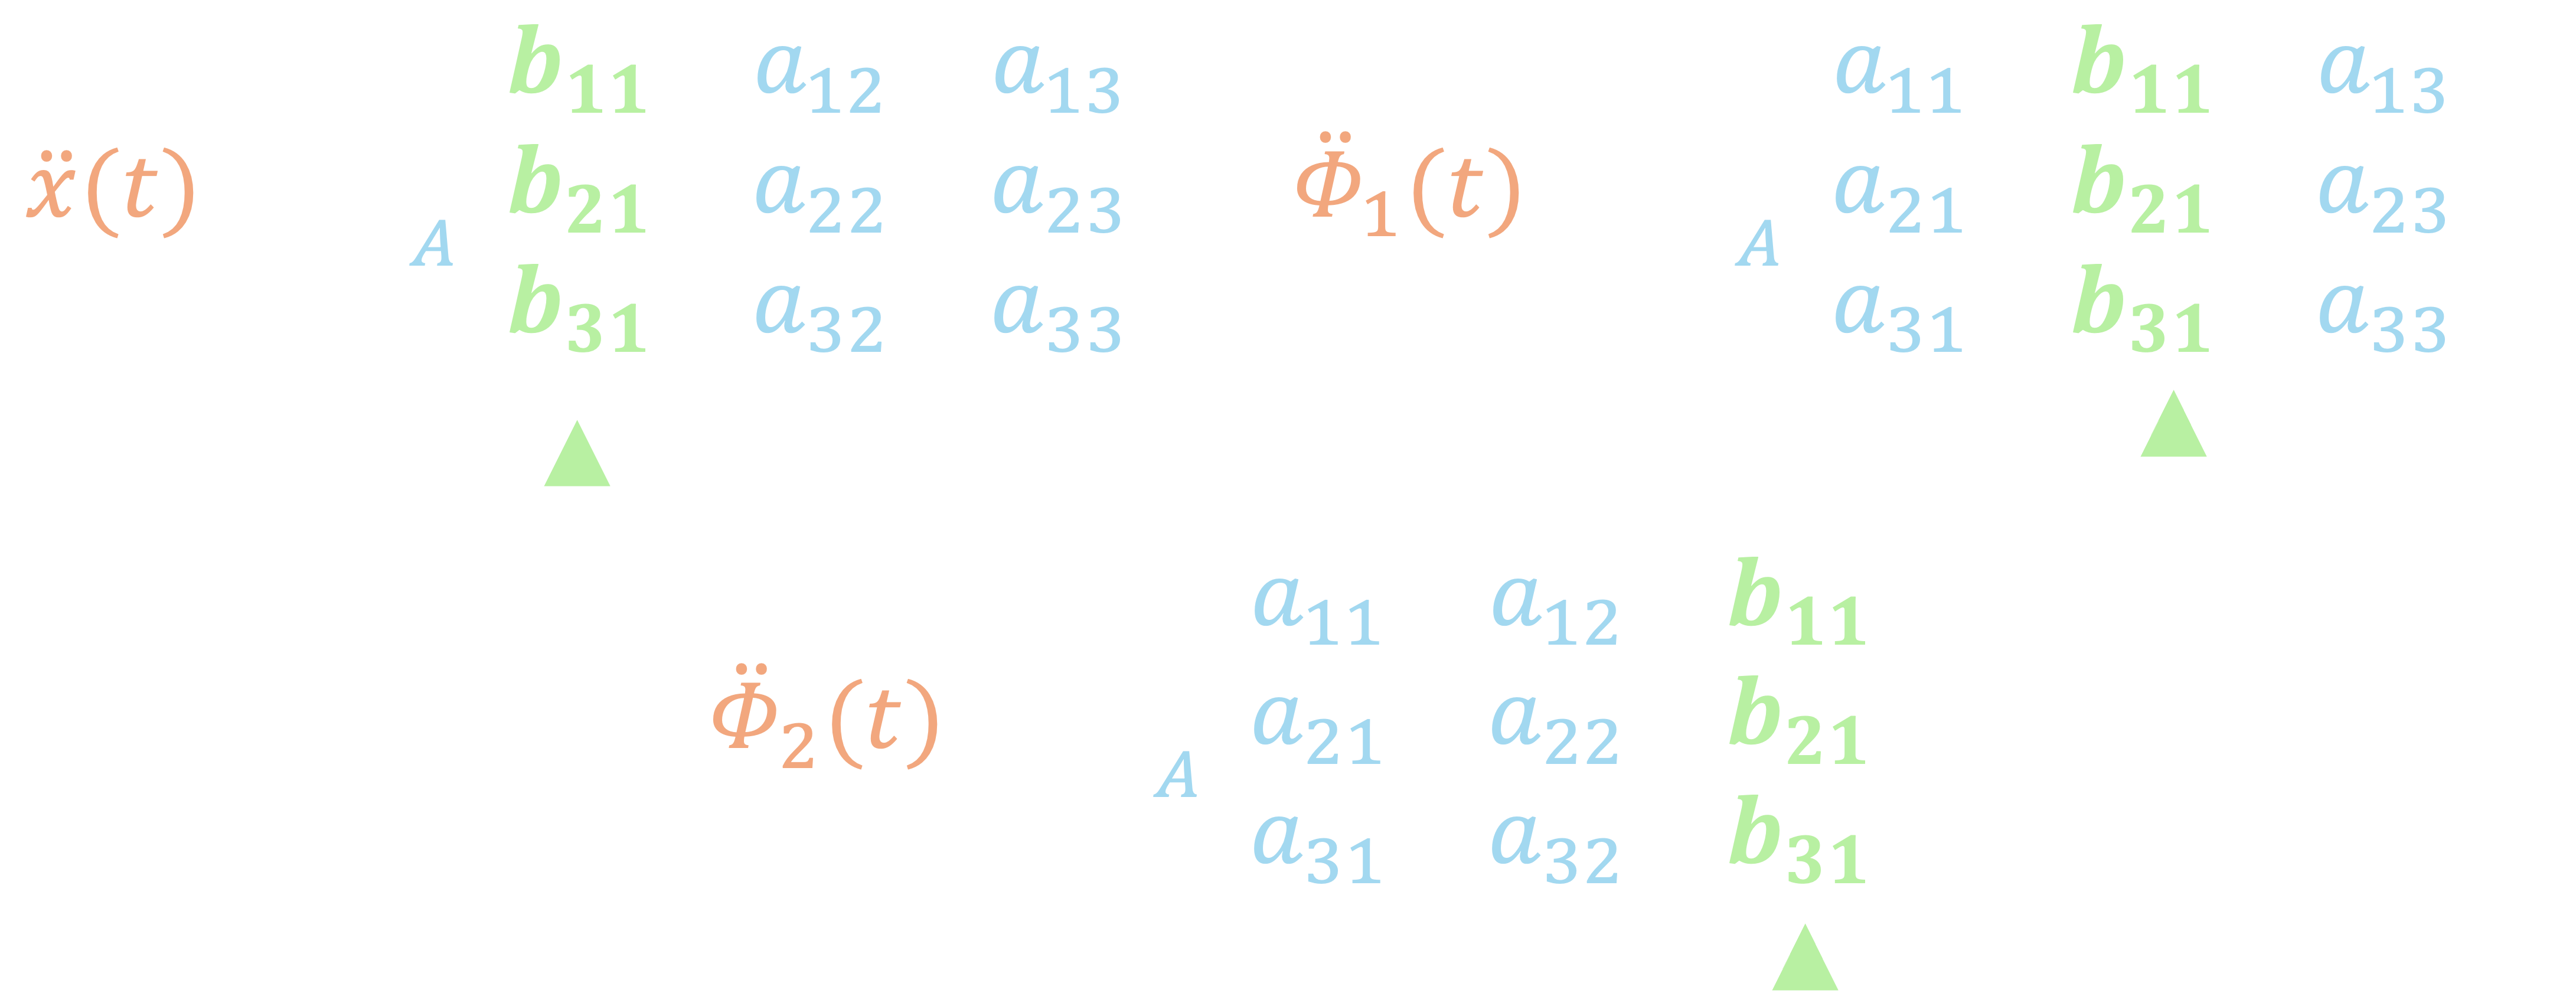 b₁₁ a₁₂ a₁₃ a₁₁ b₁₁ a₁₃
ẍ(t) b₂₁ a₂₂ a₂₃ Φ̈₁(t) a₂₁ b₂₁ a₂₃
A A
b₃₁ a₃₂ a₃₃ a₃₁ b₃₁ a₃₃
a₁₁ a₁₂ b₁₁
Φ̈₂(t) a₂₁ a₂₂ b₂₁
A
a₃₁ a₃₂ b₃₁